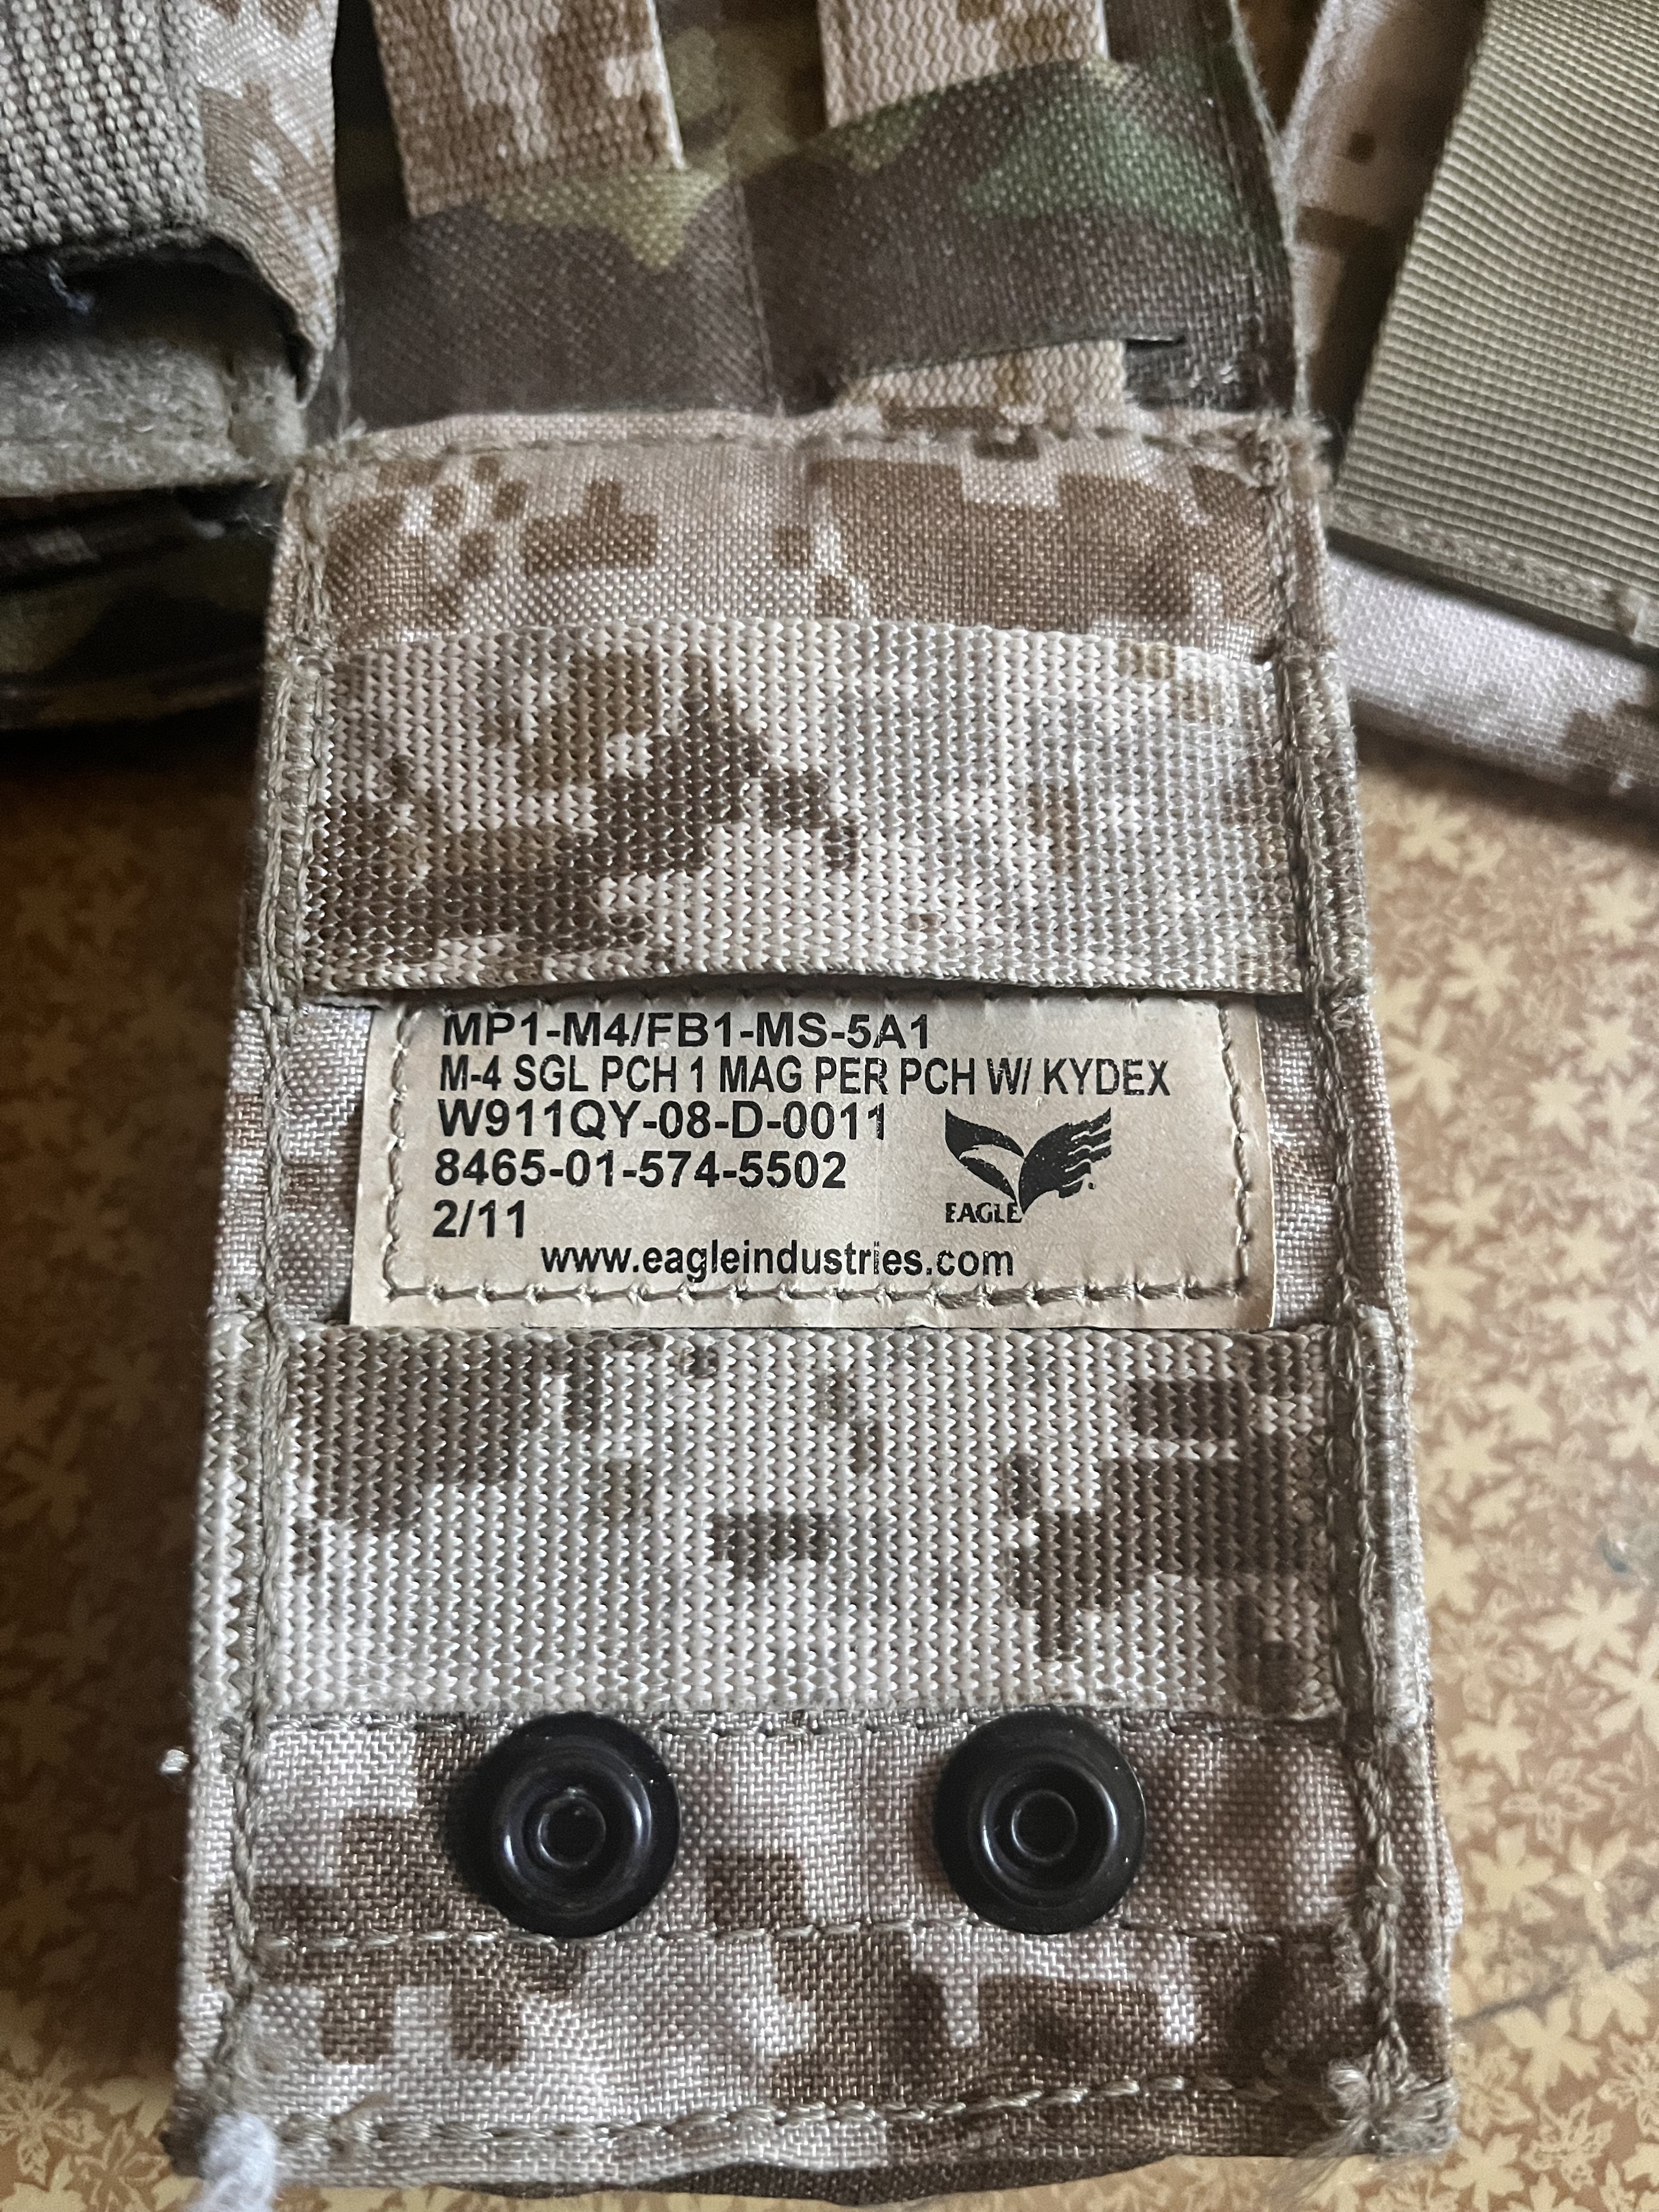 MP1-M4/FB1-MS-5A1
M-4 SGL PCH 1 MAG PER PCH W/ KYDEX
W911QY-08-D-0011
8465-01-574-5502
2/11
EAGLE
www.eagleindustries.com